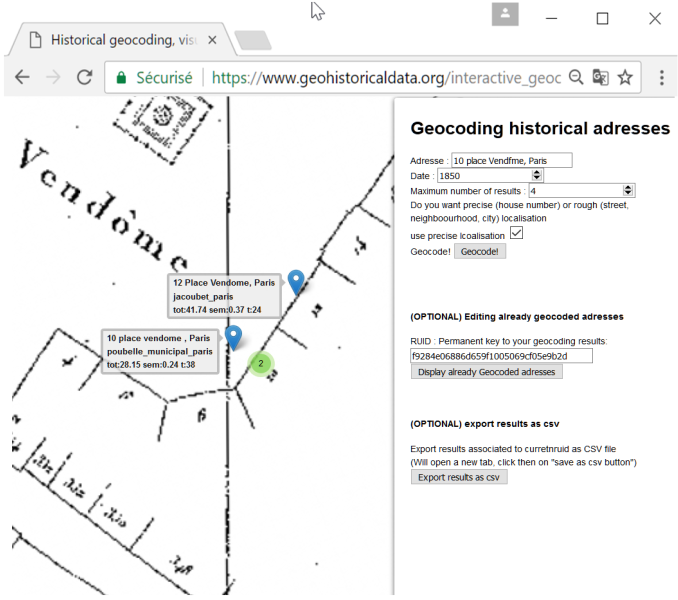 Historical geocoding, visu
Sécurisé
https://www.geohistoricaldata.org/interactive_geoc
Vendôme
12 Place Vendome, Paris
jacoubet_paris
tot:41.74 sem:0.37 t:24
10 place vendome , Paris
poubelle_municipal_paris
tot:28.15 sem:0.24 t:38
2
6
Geocoding historical adresses
Adresse : 10 place Vendfme, Paris
Date : 1850
Maximum number of results : 4
Do you want precise (house number) or rough (street,
neighboourhood, city) localisation
use precise lcoalisation
Geocode! Geocode!
(OPTIONAL) Editing already geocoded adresses
RUID : Permanent key to your geocoding results:
f9284e06886d659f1005069cf05e9b2d
Display already Geocoded adresses
(OPTIONAL) export results as csv
Export results associated to curretnruid as CSV file
(Will open a new tab, click then on "save as csv button")
Export results as csv